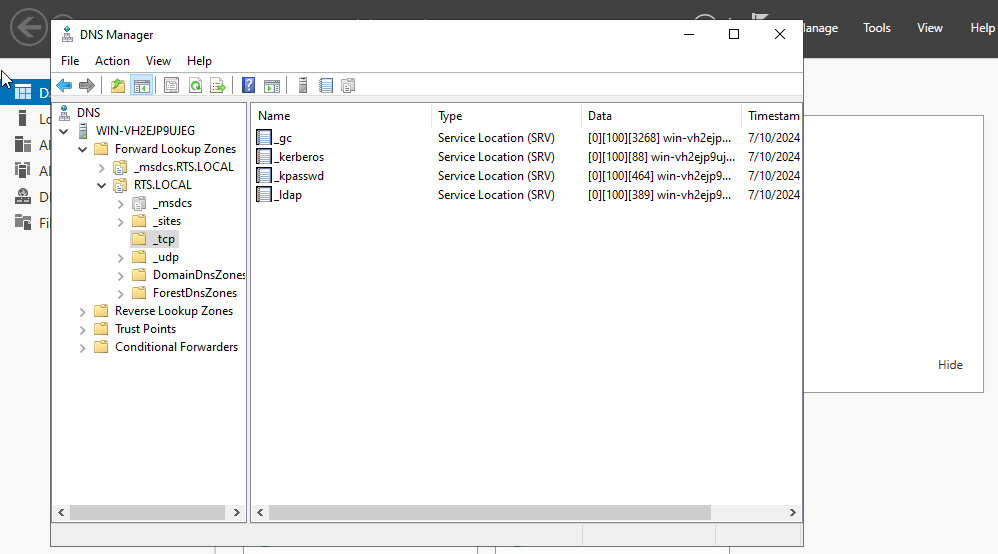 DNS Manager
Manage Tools View Help
File Action View Help
DNS
WIN-VH2EJP9UJEG
Forward Lookup Zones
_msdcs.RTS.LOCAL
RTS.LOCAL
_msdcs
_sites
_tcp
_udp
DomainDnsZones
ForestDnsZones
Reverse Lookup Zones
Trust Points
Conditional Forwarders
Name Type Data Timestam
_gc Service Location (SRV) [0][100][3268] win-vh2ejp... 7/10/2024
_kerberos Service Location (SRV) [0][100][88] win-vh2ejp9uj... 7/10/2024
_kpasswd Service Location (SRV) [0][100][464] win-vh2ejp9... 7/10/2024
_ldap Service Location (SRV) [0][100][389] win-vh2ejp9... 7/10/2024
Hide